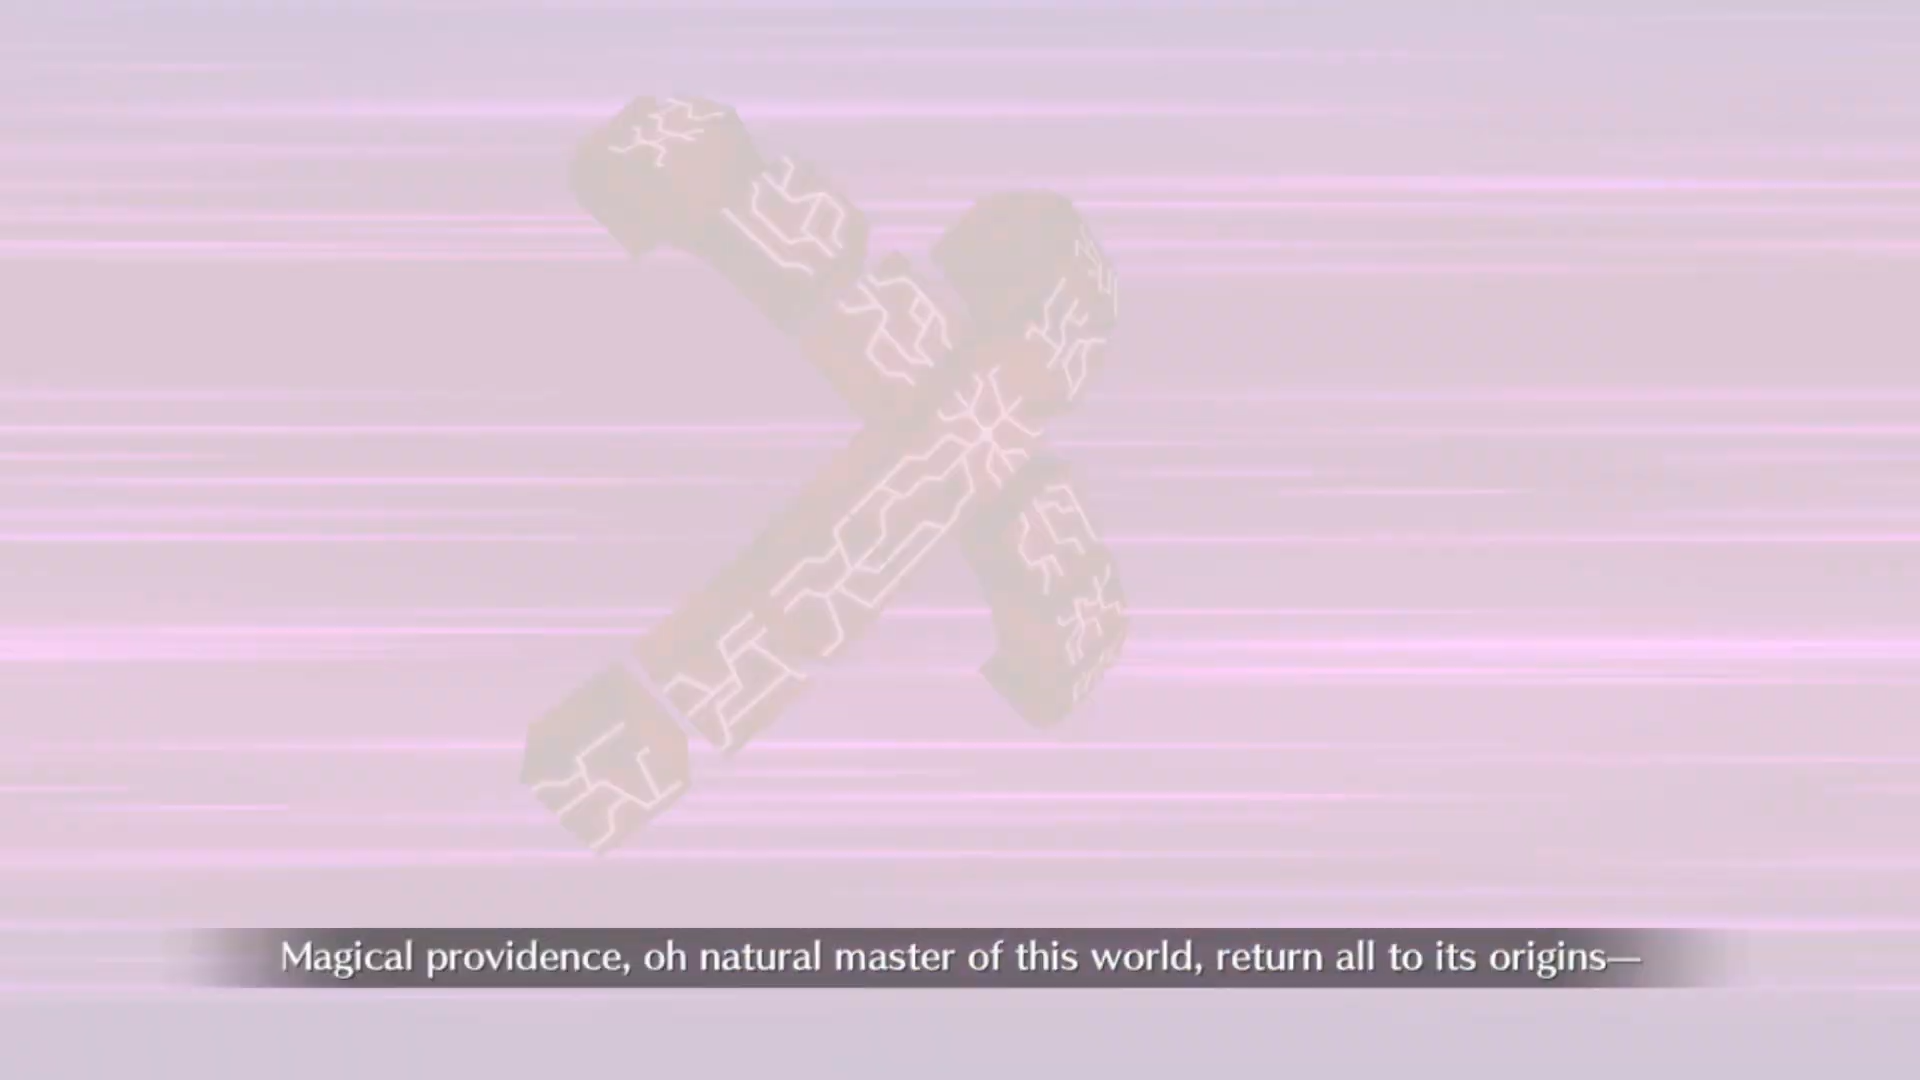 Magical providence, oh natural master of this world, return all to its origins—